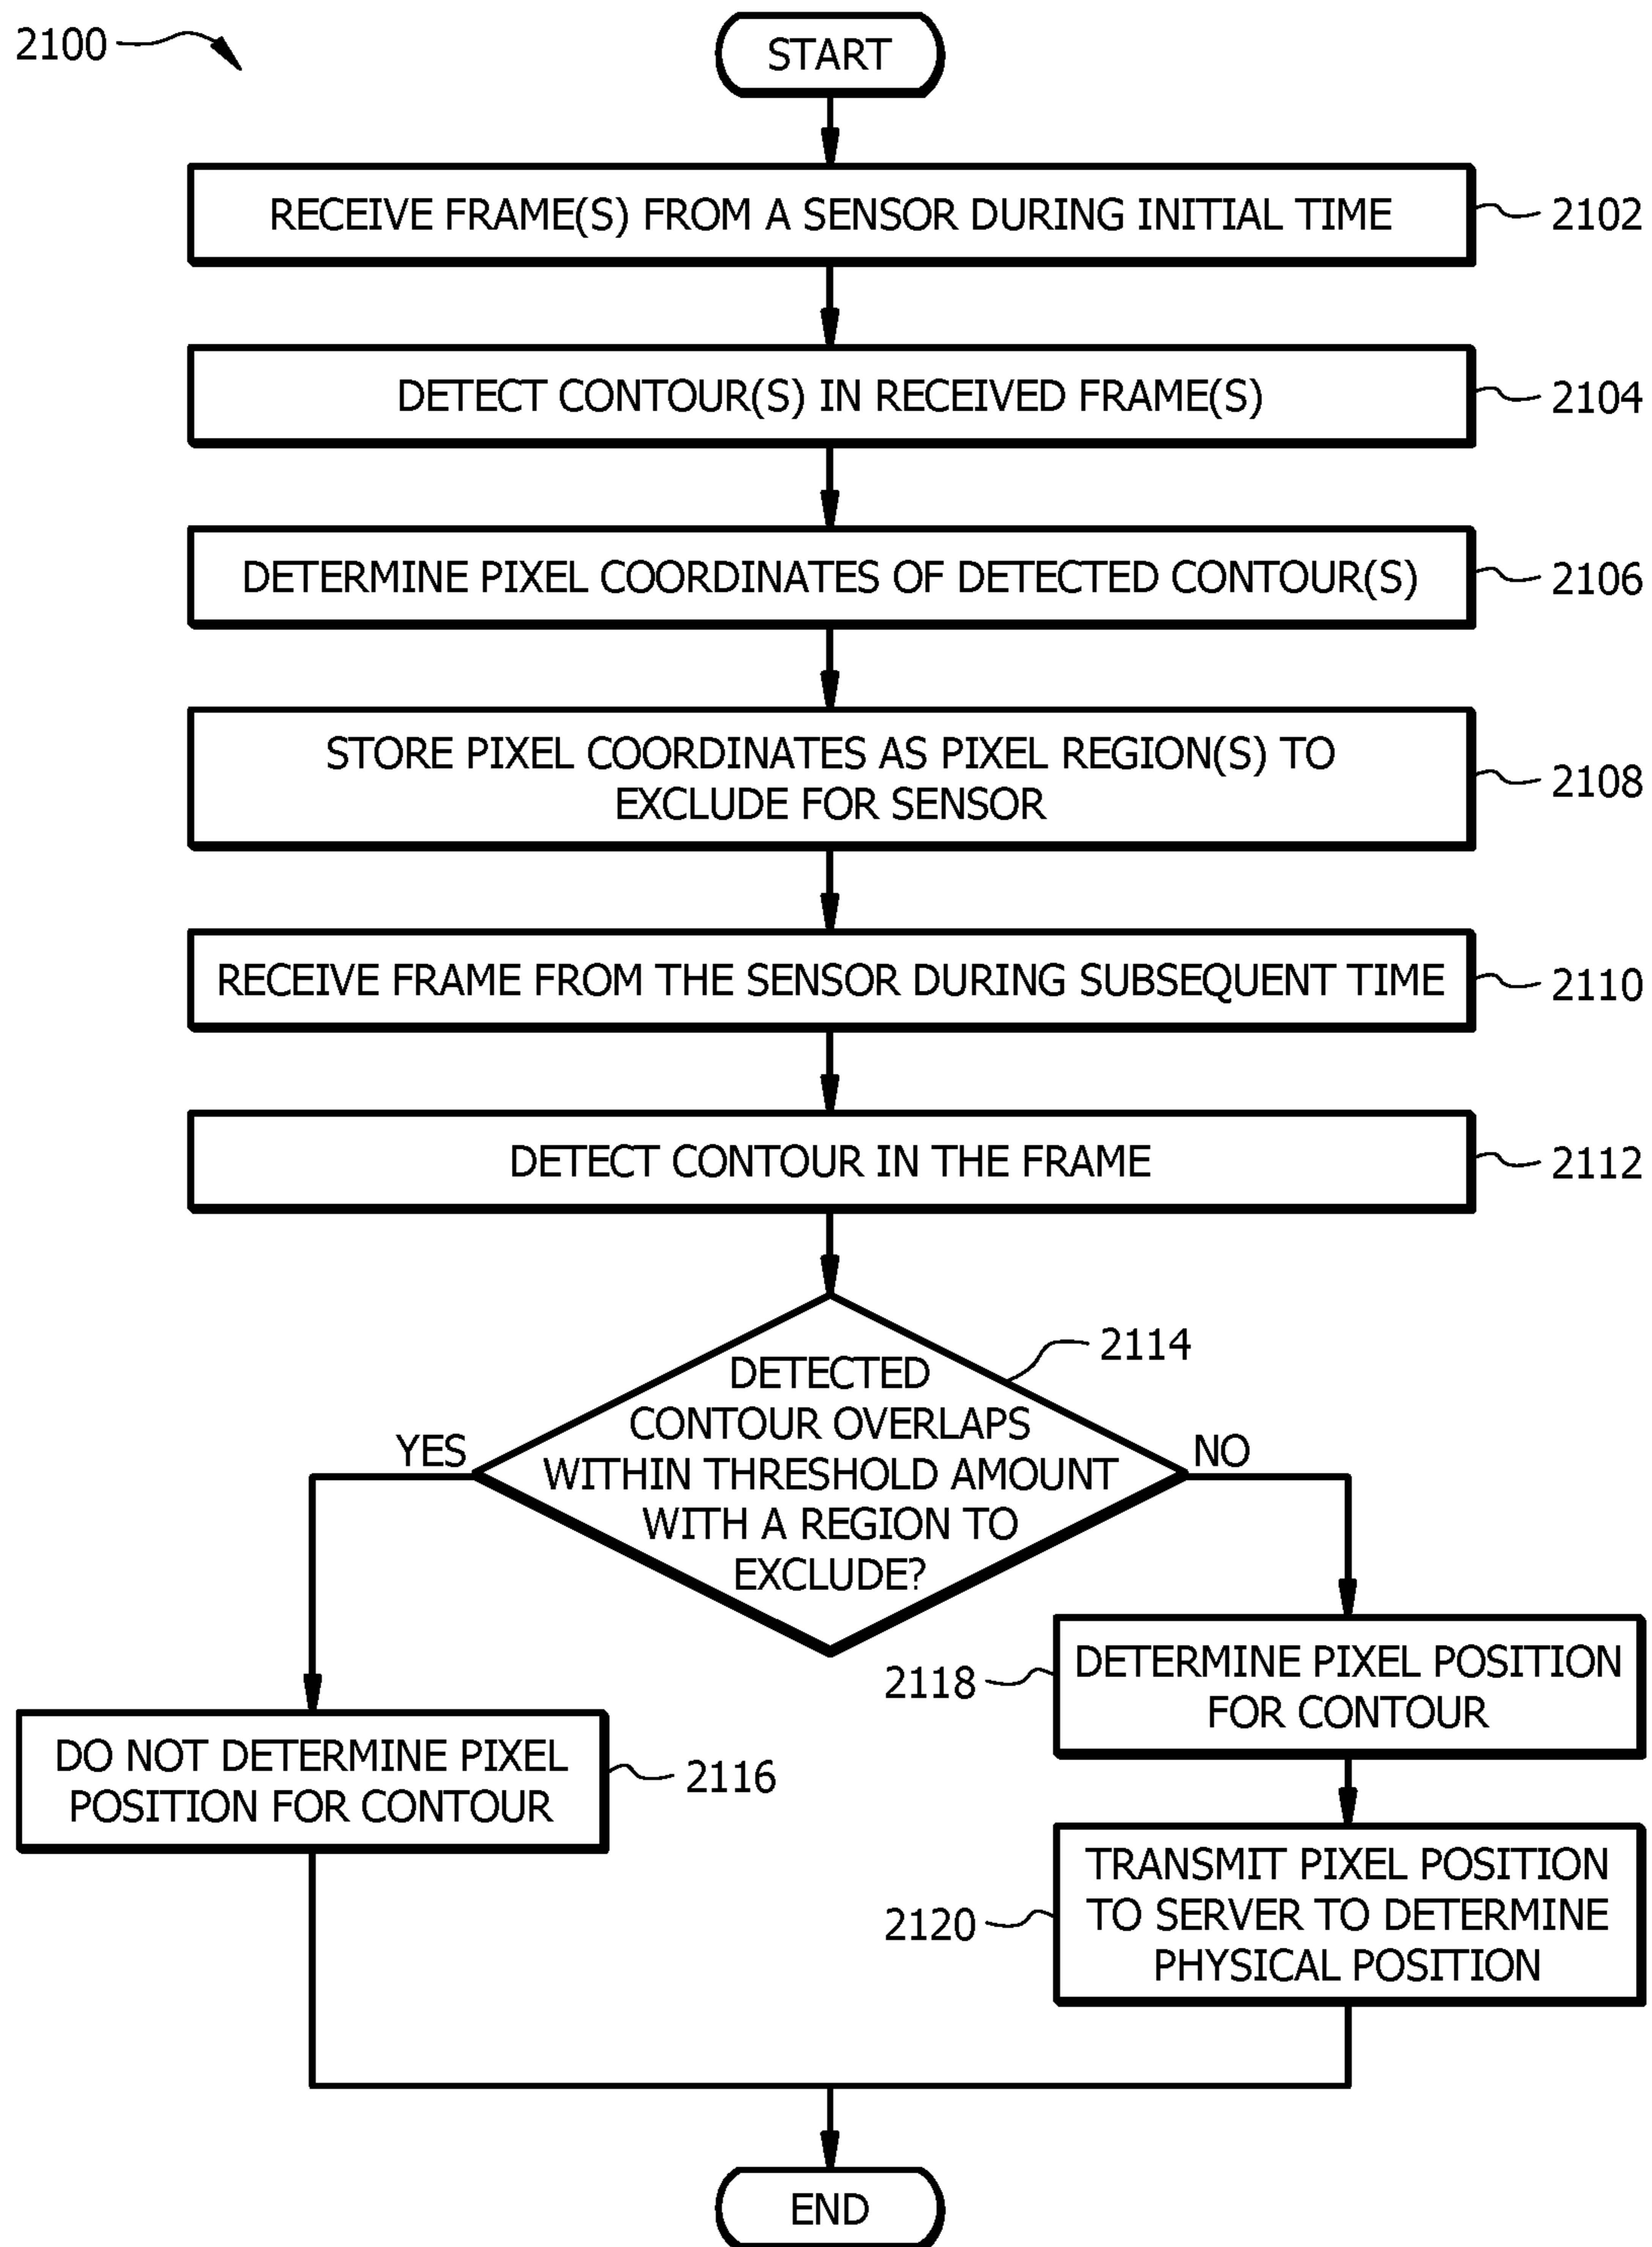 2100
START
RECEIVE FRAME(S) FROM A SENSOR DURING INITIAL TIME
2102
DETECT CONTOUR(S) IN RECEIVED FRAME(S)
2104
DETERMINE PIXEL COORDINATES OF DETECTED CONTOUR(S)
2106
STORE PIXEL COORDINATES AS PIXEL REGION(S) TO
EXCLUDE FOR SENSOR
2108
RECEIVE FRAME FROM THE SENSOR DURING SUBSEQUENT TIME
2110
DETECT CONTOUR IN THE FRAME
2112
DETECTED
CONTOUR OVERLAPS
WITHIN THRESHOLD AMOUNT
WITH A REGION TO
EXCLUDE?
2114
YES
NO
DO NOT DETERMINE PIXEL
POSITION FOR CONTOUR
2116
DETERMINE PIXEL POSITION
FOR CONTOUR
2118
TRANSMIT PIXEL POSITION
TO SERVER TO DETERMINE
PHYSICAL POSITION
2120
END